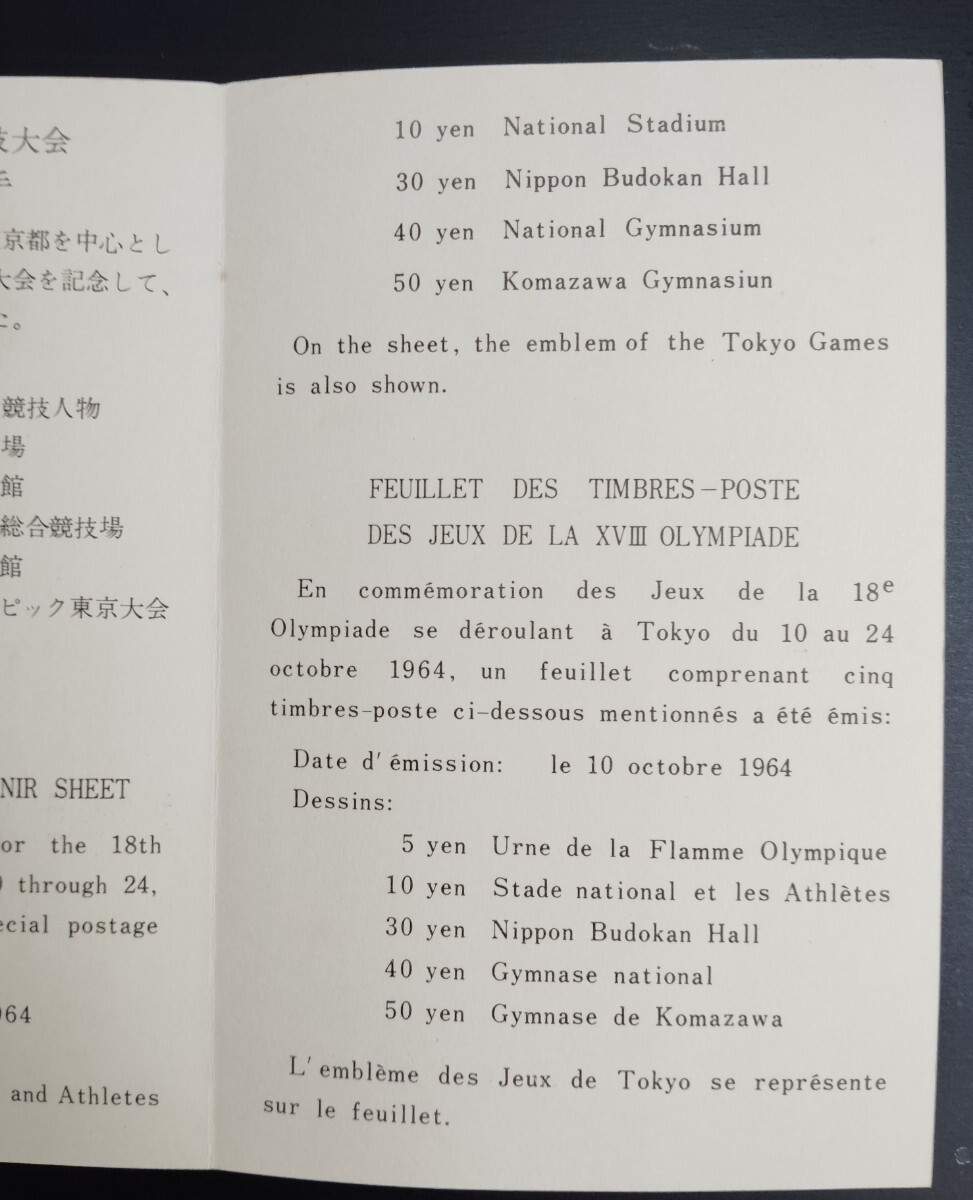 技大会
京都を中心とし
大会を記念して、
た。
競技人物
場
館
総合競技場
館
ピック東京大会
NIR SHEET
or the 18th
through 24,
ecial postage
964
and Athletes
10 yen National Stadium
30 yen Nippon Budokan Hall
40 yen National Gymnasium
50 yen Komazawa Gymnasiun
On the sheet, the emblem of the Tokyo Games
is also shown.
FEUILLET DES TIMBRES-POSTE
DES JEUX DE LA XVIII OLYMPIADE
En commémoration des Jeux de la 18e
Olympiade se déroulant à Tokyo du 10 au 24
octobre 1964, un feuillet comprenant cinq
timbres-poste ci-dessous mentionnés a été émis:
Date d'émission: le 10 octobre 1964
Dessins:
5 yen Urne de la Flamme Olympique
10 yen Stade national et les Athlètes
30 yen Nippon Budokan Hall
40 yen Gymnase national
50 yen Gymnase de Komazawa
L'emblème des Jeux de Tokyo se représente
sur le feuillet.